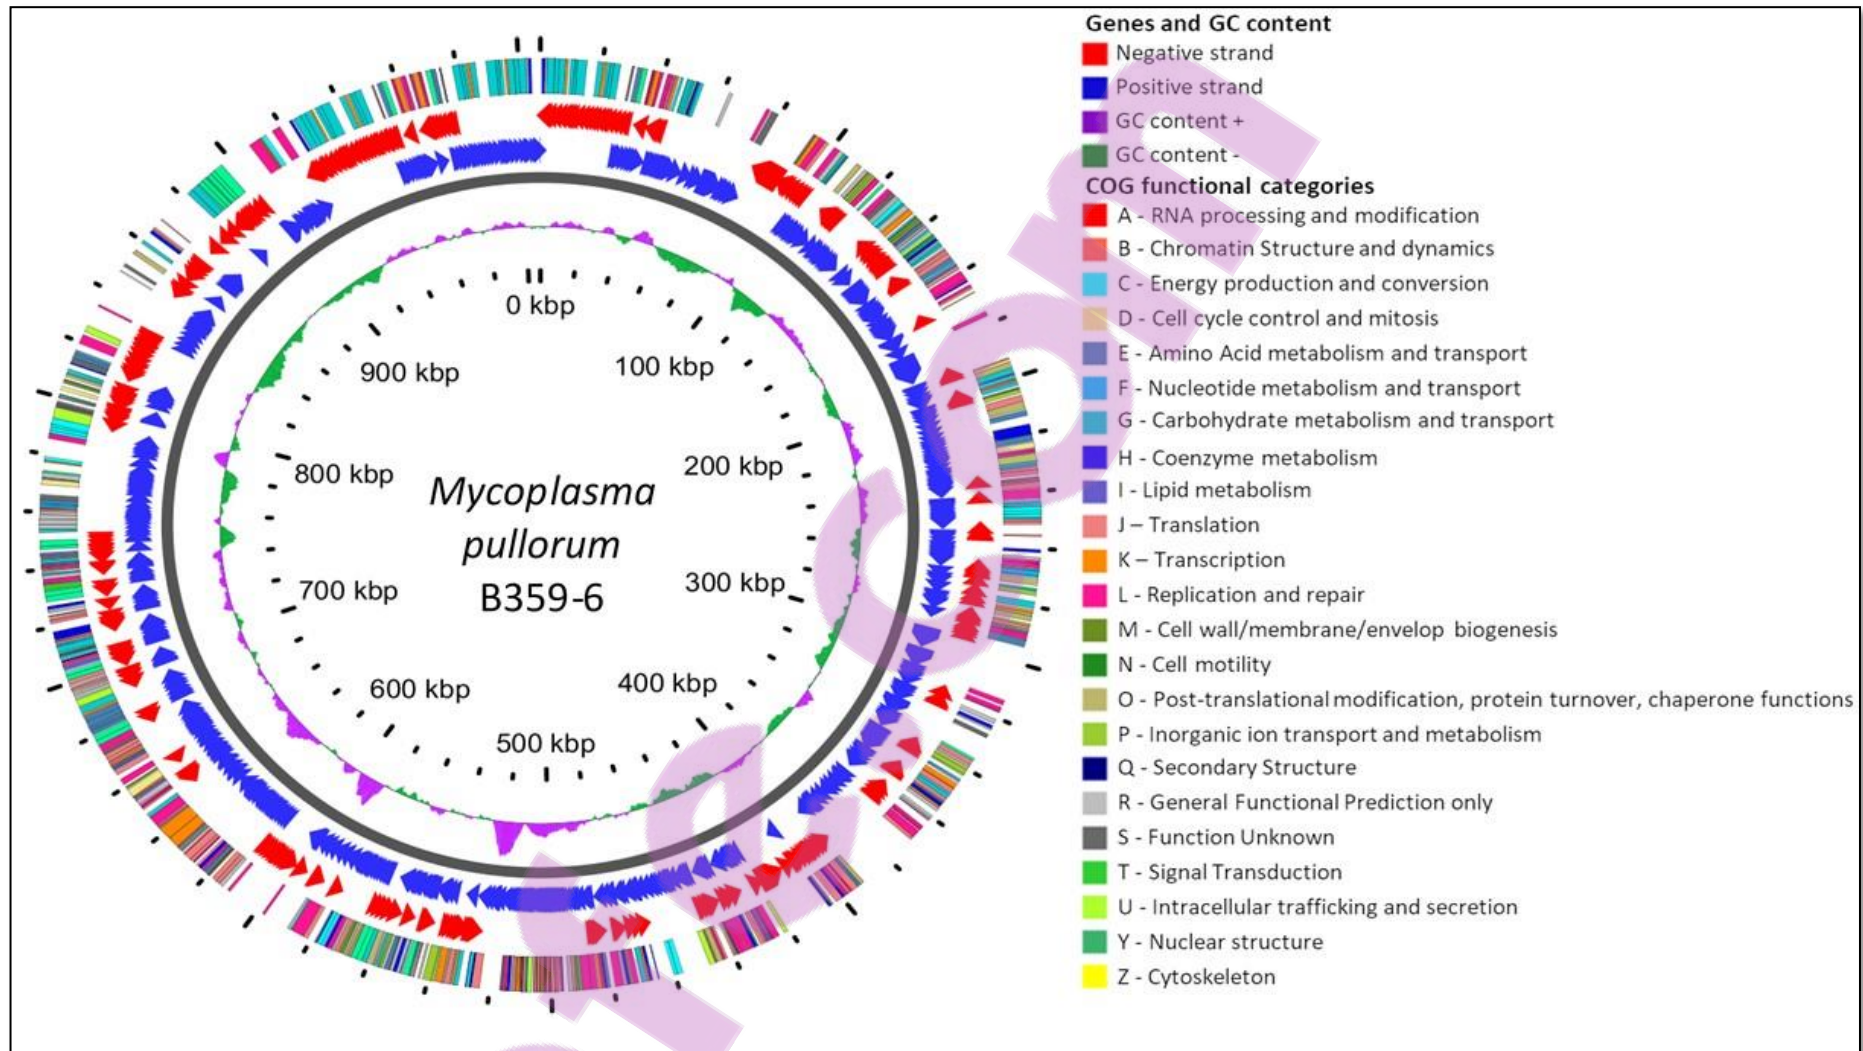 0 kbp
100 kbp
200 kbp
300 kbp
400 kbp
500 kbp
600 kbp
700 kbp
800 kbp
900 kbp
Mycoplasma
pullorum
B359-6
Genes and GC content
Negative strand
Positive strand
GC content +
GC content -
COG functional categories
A - RNA processing and modification
B - Chromatin Structure and dynamics
C - Energy production and conversion
D - Cell cycle control and mitosis
E - Amino Acid metabolism and transport
F - Nucleotide metabolism and transport
G - Carbohydrate metabolism and transport
H - Coenzyme metabolism
I - Lipid metabolism
J – Translation
K – Transcription
L - Replication and repair
M - Cell wall/membrane/envelop biogenesis
N - Cell motility
O - Post-translational modification, protein turnover, chaperone functions
P - Inorganic ion transport and metabolism
Q - Secondary Structure
R - General Functional Prediction only
S - Function Unknown
T - Signal Transduction
U - Intracellular trafficking and secretion
Y - Nuclear structure
Z - Cytoskeleton